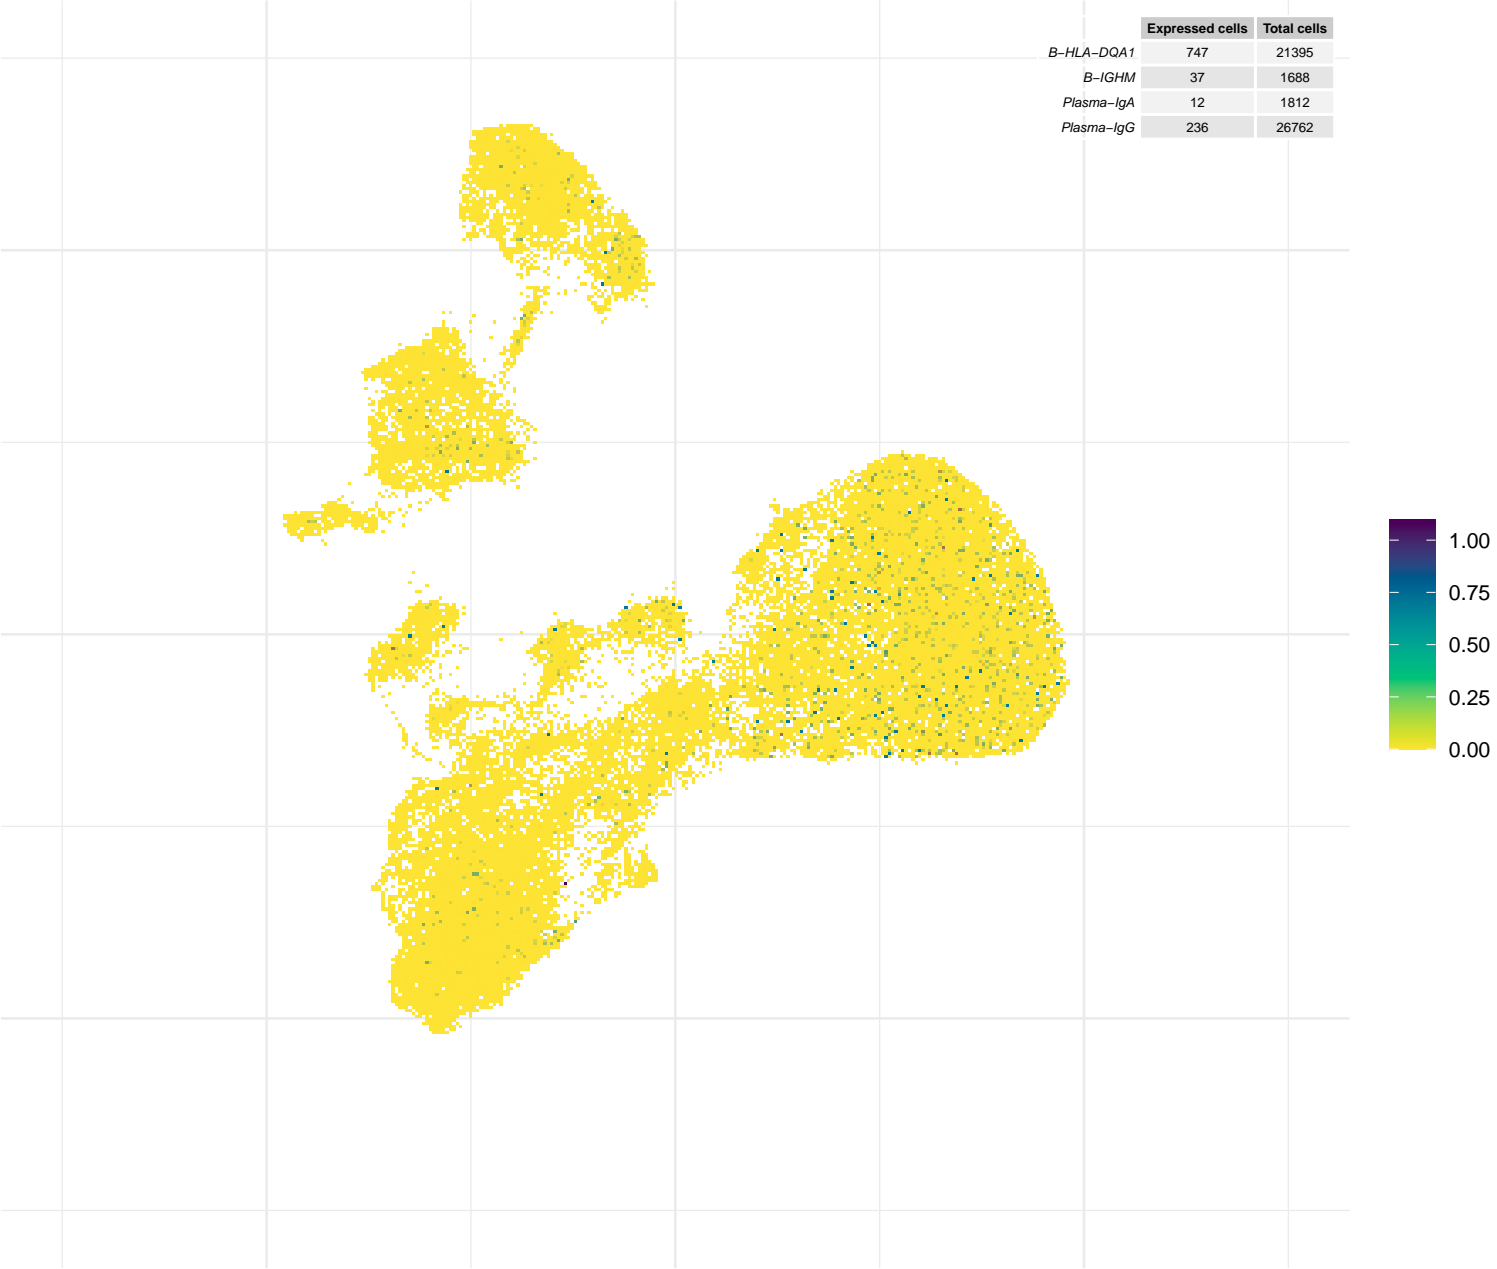 Expressed cells Total cells
B−HLA−DQA1 747 21395
B−IGHM 37 1688
Plasma−IgA 12 1812
Plasma−IgG 236 26762
1.00
0.75
0.50
0.25
0.00